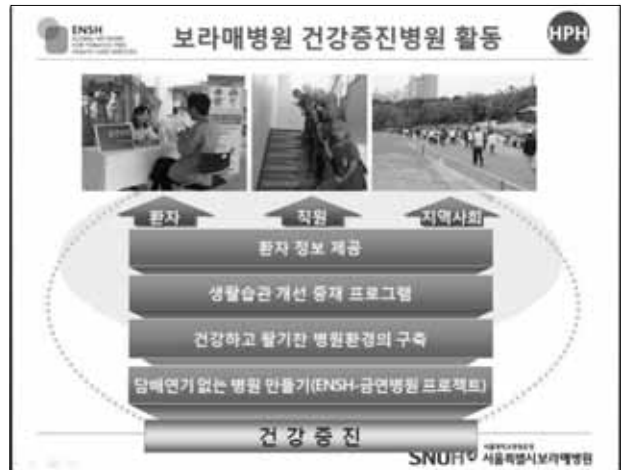 ENSH
보라매병원 건강증진병원 활동
HPH
환자
직원
지역사회
환자 정보 제공
생활습관 개선 중재 프로그램
건강하고 활기찬 병원환경의 구축
담배연기 없는 병원 만들기(ENSH-금연병원 프로젝트)
건강증진
SNUH 서울특별시보라매병원